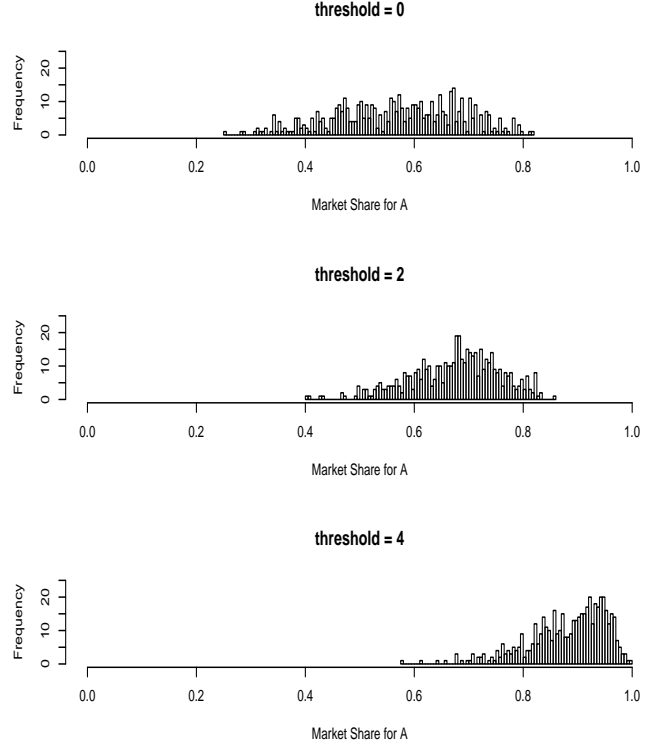 threshold = 0
Frequency
20
10
0
0.0 0.2 0.4 0.6 0.8 1.0
Market Share for A
threshold = 2
Frequency
20
10
0
0.0 0.2 0.4 0.6 0.8 1.0
Market Share for A
threshold = 4
Frequency
20
10
0
0.0 0.2 0.4 0.6 0.8 1.0
Market Share for A